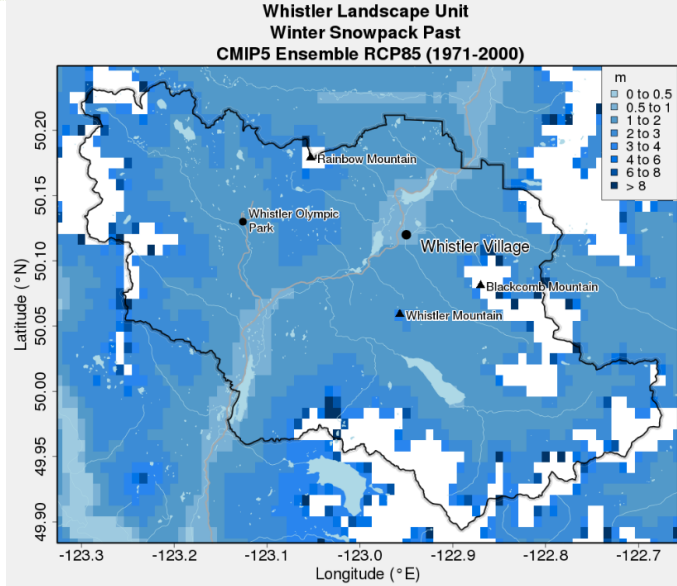 Whistler Landscape Unit
Winter Snowpack Past
CMIP5 Ensemble RCP85 (1971-2000)
m
0 to 0.5
0.5 to 1
1 to 2
2 to 3
3 to 4
4 to 6
6 to 8
> 8
Rainbow Mountain
Whistler Olympic
Park
Whistler Village
Blackcomb Mountain
Whistler Mountain
Latitude (°N)
50.20
50.15
50.10
50.05
50.00
49.95
49.90
-123.3
-123.2
-123.1
-123.0
-122.9
-122.8
-122.7
Longitude (°E)